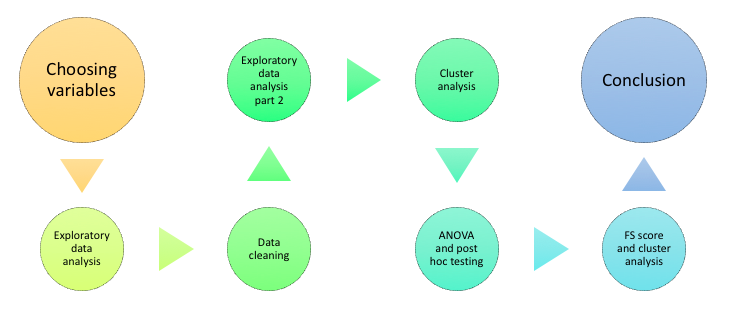 Choosing
variables
Exploratory
data
analysis
Data
cleaning
Exploratory
data
analysis
part 2
Cluster
analysis
ANOVA
and post
hoc testing
FS score
and cluster
analysis
Conclusion